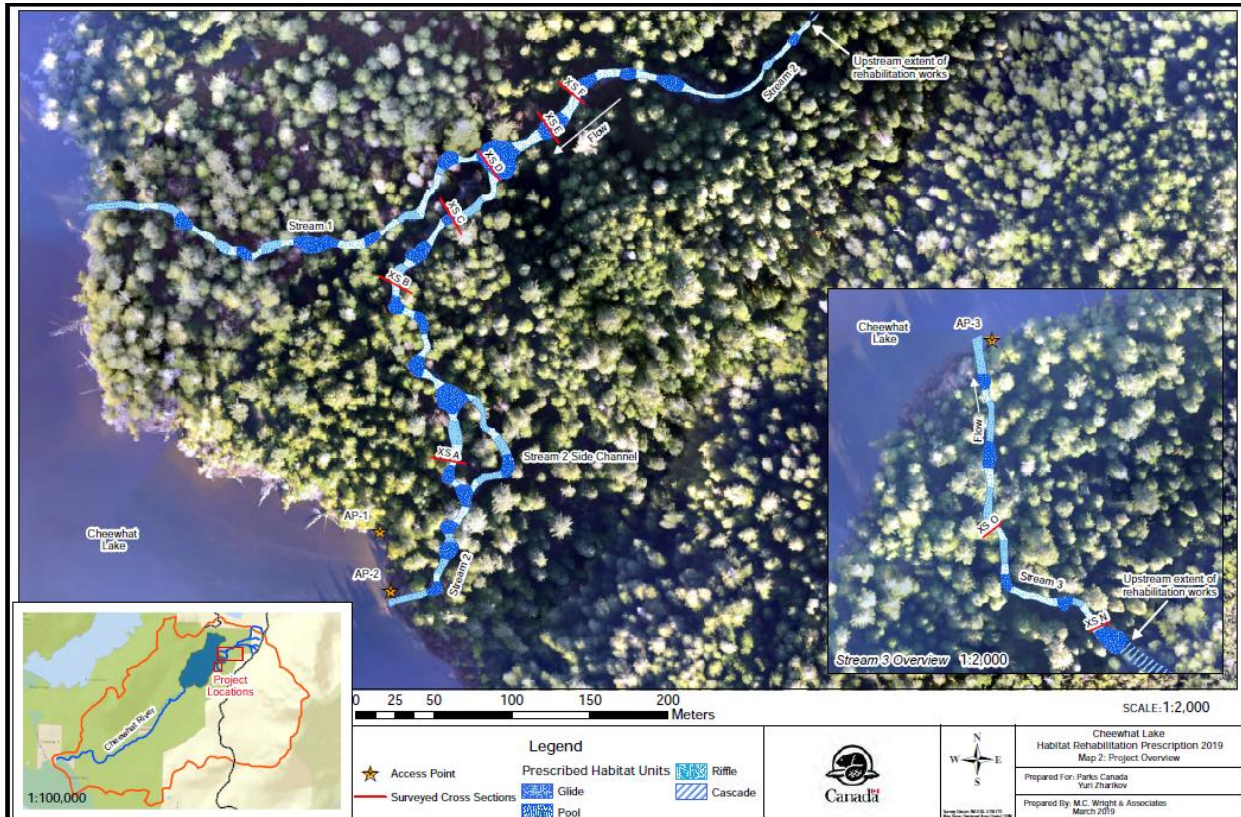 Upstream extent of
rehabilitation works
Stream 2
XS F
XS E
Flow
XS D
XS C
Stream 1
XS B
XS A
Stream 2 Side Channel
AP-1
Cheewhat
Lake
AP-2
Stream 2
AP-3
Cheewhat
Lake
Flow
XS O
Stream 3
Upstream extent of
rehabilitation works
XS N
Stream 3 Overview 1:2,000
Project
Locations
Cheewhat River
1:100,000
0 25 50 100 150 200
Meters
SCALE:1:2,000
Legend
Access Point
Surveyed Cross Sections
Prescribed Habitat Units
Glide
Pool
Riffle
Cascade
Canada
N
W E
S
Cheewhat Lake
Habitat Rehabilitation Prescription 2019
Map 2: Project Overview
Prepared For: Parks Canada
Yuri Zharikov
Prepared By: M.C. Wright & Associates
March 2019